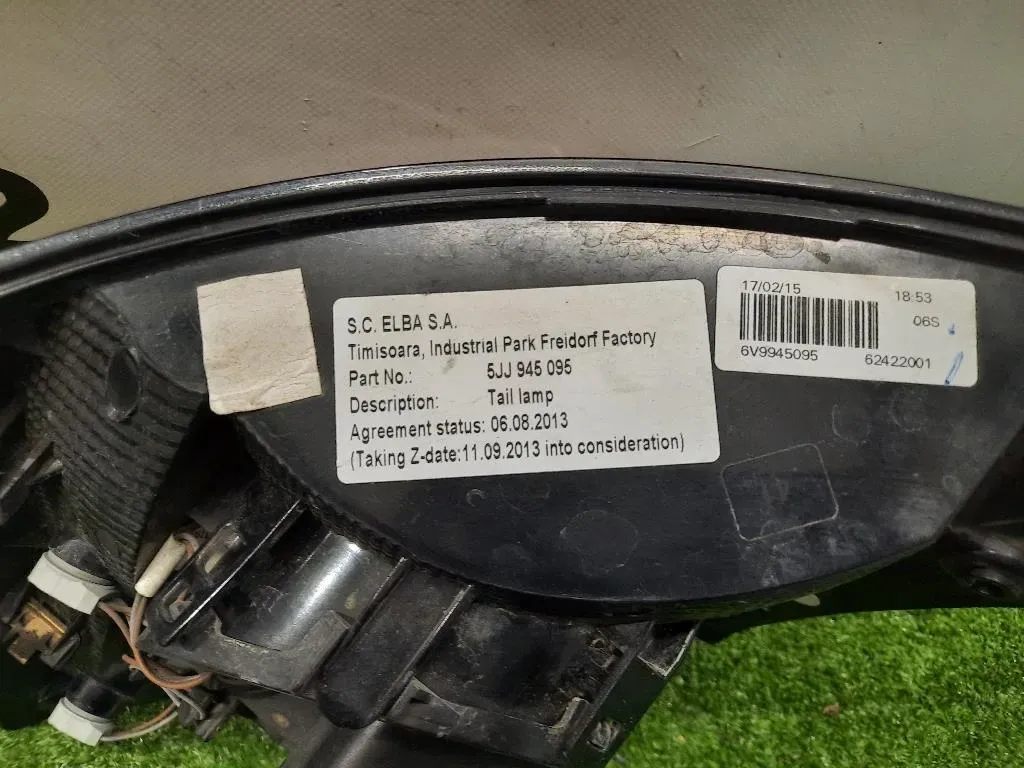 S.C. ELBA S.A.
Timisoara, Industrial Park Freidorf Factory
Part No.: 5JJ 945 095
Description: Tail lamp
Agreement status: 06.08.2013
(Taking Z-date:11.09.2013 into consideration)
17/02/15 18:53
06S
6V9945095 62422001